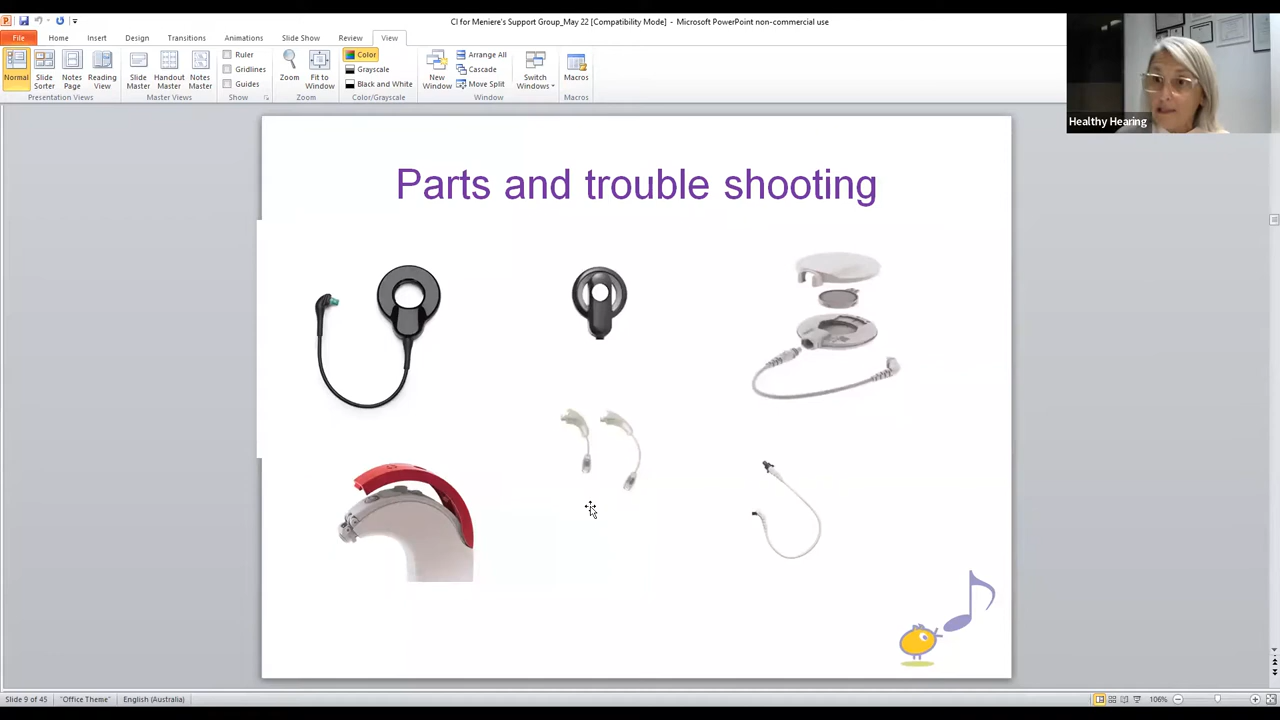 CI for Meniere's Support Group_May 22 [Compatibility Mode] - Microsoft PowerPoint non-commercial use
File Home Insert Design Transitions Animations Slide Show Review View
Normal
Slide Sorter
Notes Page
Reading View
Presentation Views
Slide Master
Handout Master
Notes Master
Master Views
Ruler
Gridlines
Guides
Show
Zoom
Fit to Window
Zoom
Color
Grayscale
Black and White
Color/Grayscale
New Window
Arrange All
Cascade
Move Split
Switch Windows
Window
Macros
Macros
Healthy Hearing
Parts and trouble shooting
Slide 9 of 45 "Office Theme" English (Australia) 106%